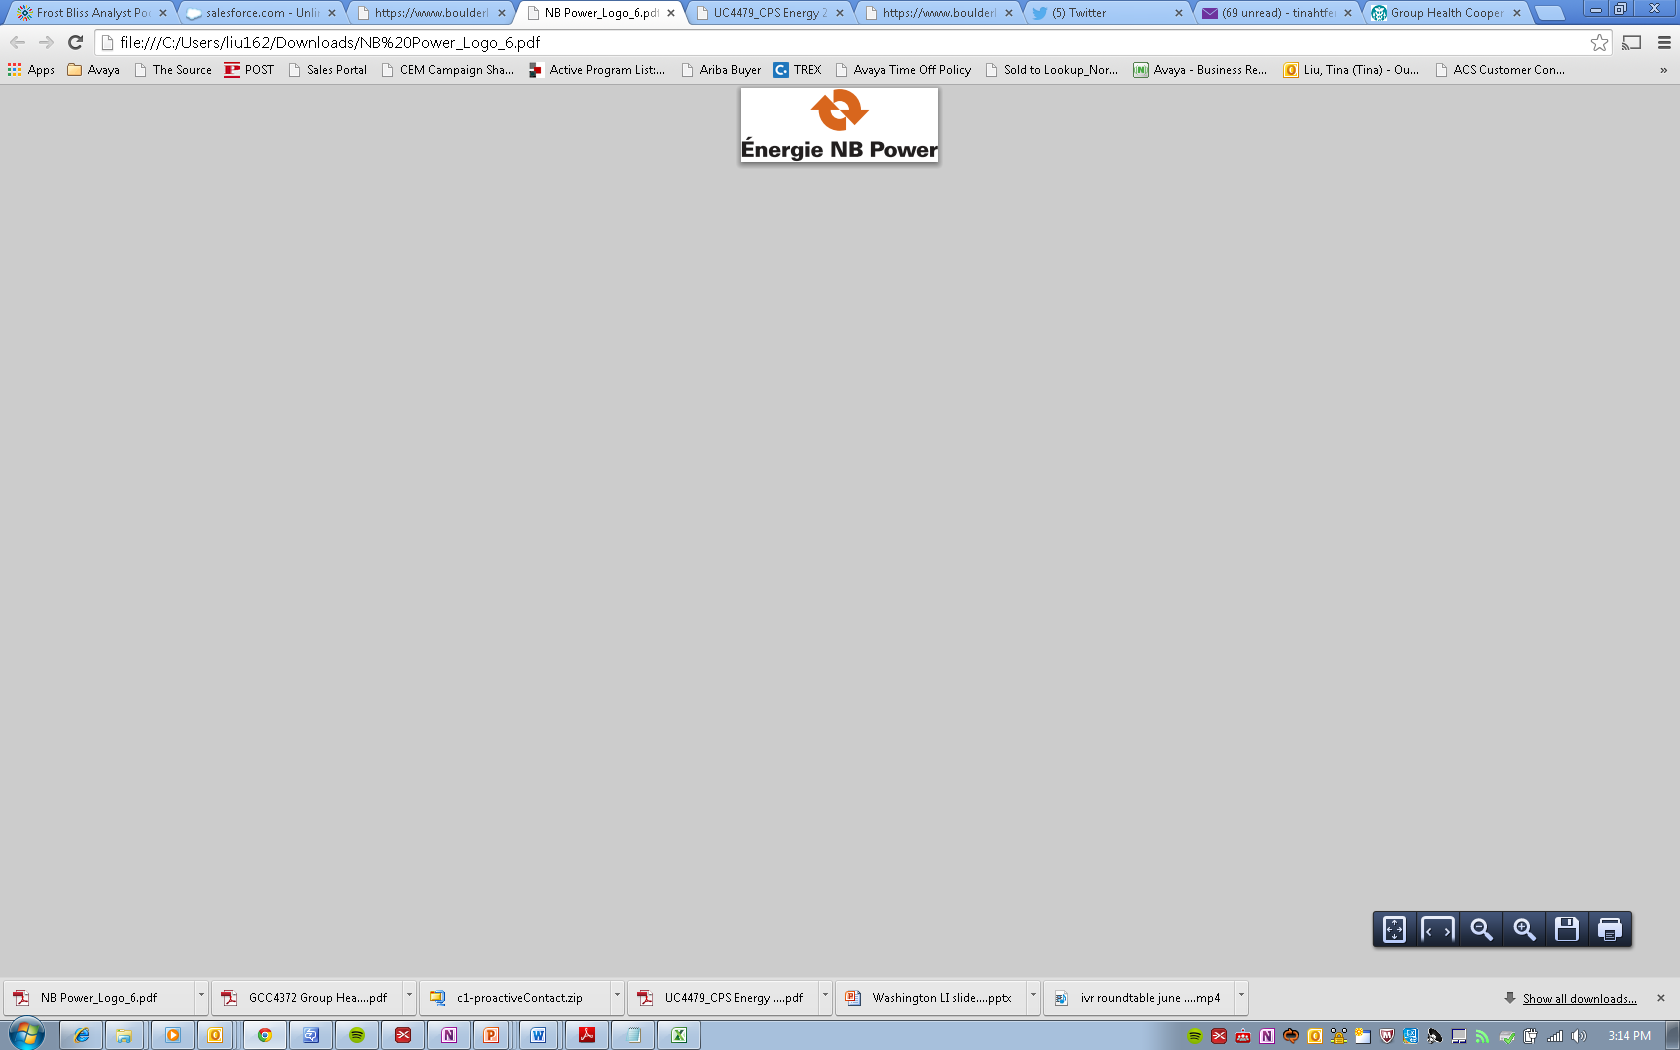 Frost Bliss Analyst Po
salesforce.com - Unli
https://www.boulderl
NB Power_Logo_6.pdf
UC4479_CPS Energy 2
https://www.boulderl
(5) Twitter
(69 unread) - tinahtfe
Group Health Cooper
file:///C:/Users/liu162/Downloads/NB%20Power_Logo_6.pdf
Apps
Avaya
The Source
POST
Sales Portal
CEM Campaign Sha...
Active Program List:...
Ariba Buyer
TREX
Avaya Time Off Policy
Sold to Lookup_Nor...
Avaya - Business Re...
Liu, Tina (Tina) - Ou...
ACS Customer Con...
»
Énergie NB Power
NB Power_Logo_6.pdf
GCC4372 Group Hea....pdf
c1-proactiveContact.zip
UC4479_CPS Energy ....pdf
Washington LI slide....pptx
ivr roundtable june ....mp4
Show all downloads...
3:14 PM